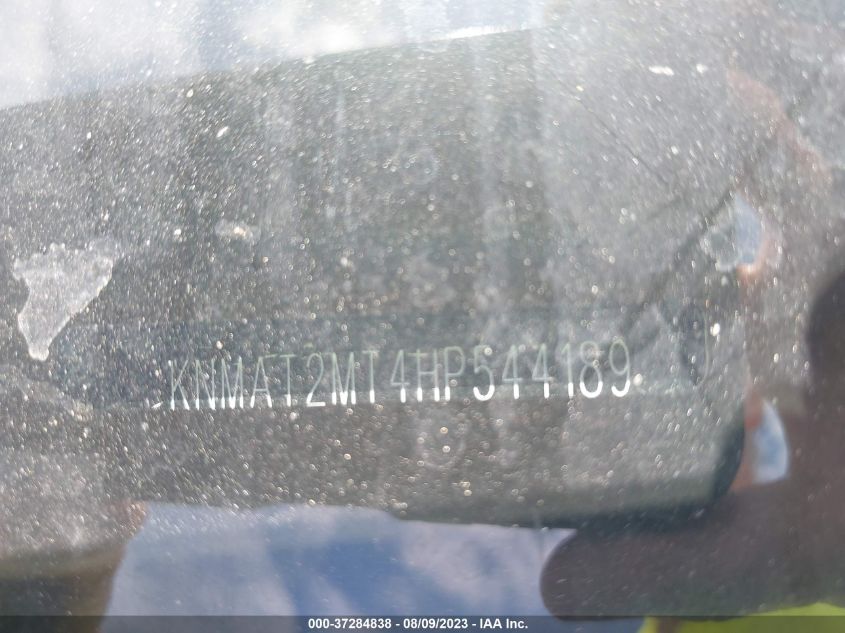 KNMAT2MT4HP544189
000-37284838 - 08/09/2023 - IAA Inc.